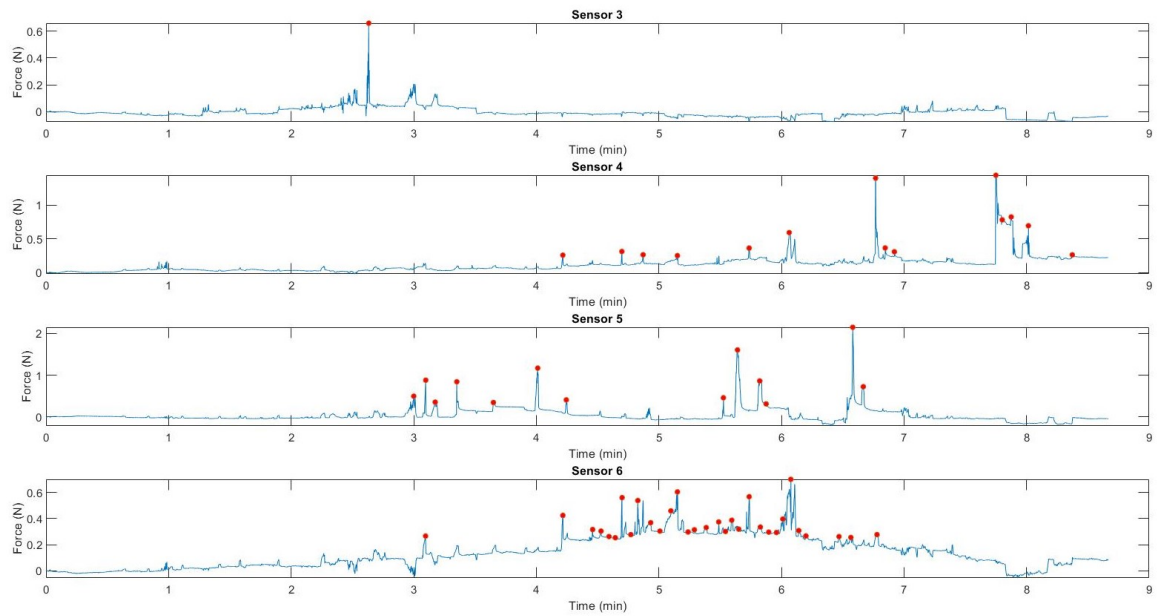 Sensor 3
0.6
0.4
0.2
0
Force (N)
0 1 2 3 4 5 6 7 8 9
Time (min)
Sensor 4
1
0.5
0
Force (N)
0 1 2 3 4 5 6 7 8 9
Time (min)
Sensor 5
2
1
0
Force (N)
0 1 2 3 4 5 6 7 8 9
Time (min)
Sensor 6
0.6
0.4
0.2
0
Force (N)
0 1 2 3 4 5 6 7 8 9
Time (min)